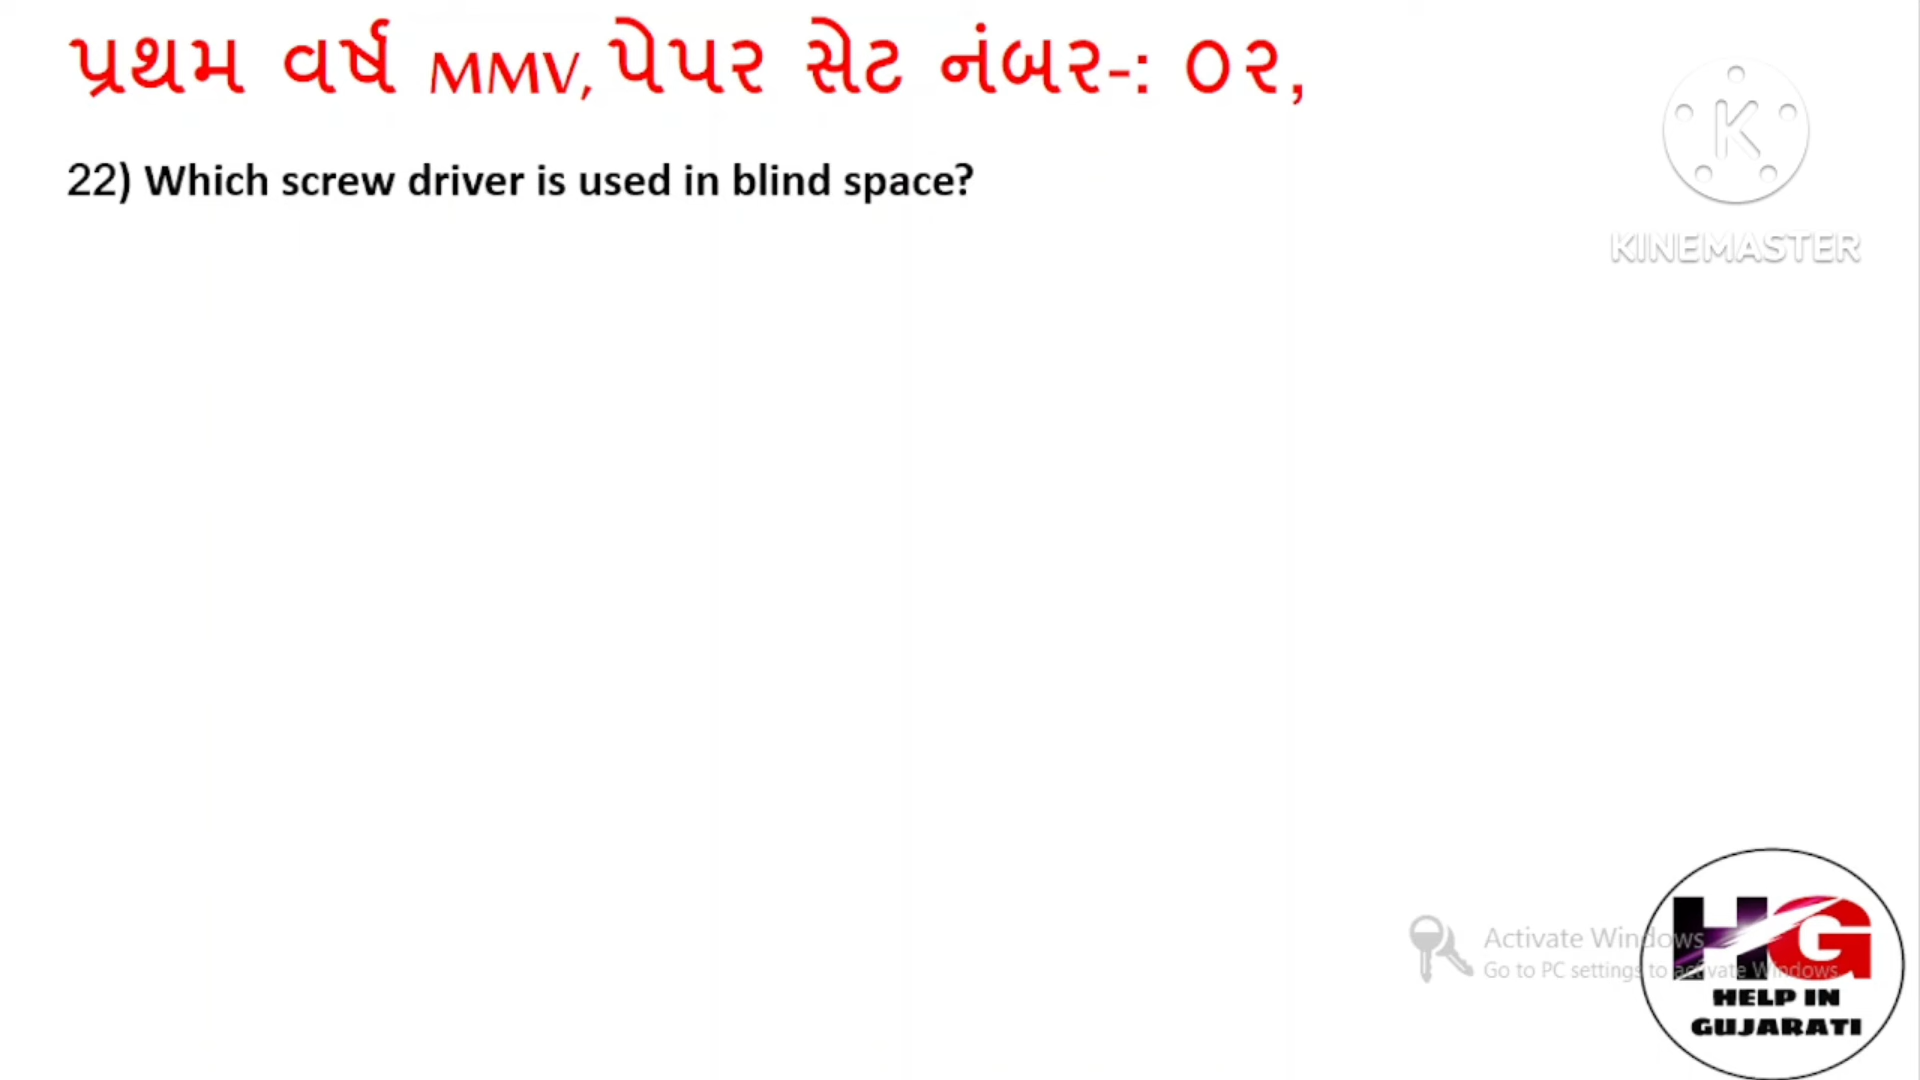 પ્રથમ વર્ષ MMV, પેપર સેટ નંબર-: ૦૨,
22) Which screw driver is used in blind space?
K
KINEMASTER
Activate Windows
Go to PC settings to activate Windows
HG
HELP IN
GUJARATI